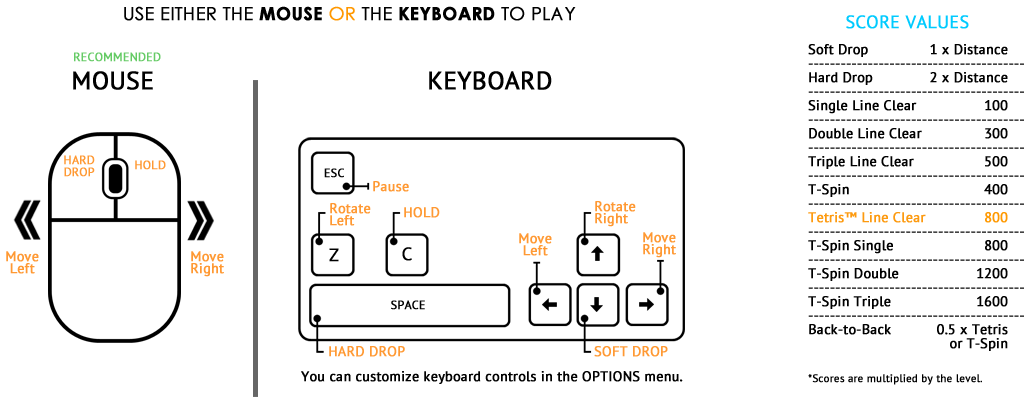 USE EITHER THE MOUSE OR THE KEYBOARD TO PLAY
RECOMMENDED
MOUSE
HARD
DROP
HOLD
Move
Left
Move
Right
KEYBOARD
ESC
Pause
Rotate
Left
HOLD
Z
C
Rotate
Right
Move
Left
Move
Right
SPACE
HARD DROP
SOFT DROP
You can customize keyboard controls in the OPTIONS menu.
SCORE VALUES
Soft Drop 1 x Distance
Hard Drop 2 x Distance
Single Line Clear 100
Double Line Clear 300
Triple Line Clear 500
T-Spin 400
Tetris™ Line Clear 800
T-Spin Single 800
T-Spin Double 1200
T-Spin Triple 1600
Back-to-Back 0.5 x Tetris
or T-Spin
*Scores are multiplied by the level.